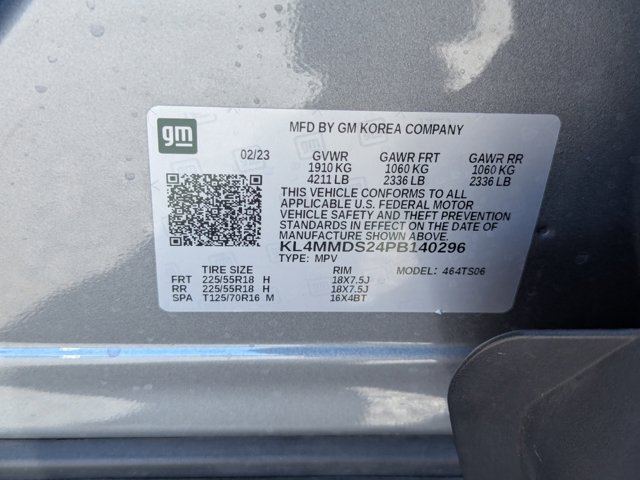 gm
MFD BY GM KOREA COMPANY
02/23 GVWR GAWR FRT GAWR RR
1910 KG 1060 KG 1060 KG
4211 LB 2336 LB 2336 LB
THIS VEHICLE CONFORMS TO ALL
APPLICABLE U.S. FEDERAL MOTOR
VEHICLE SAFETY AND THEFT PREVENTION
STANDARDS IN EFFECT ON THE DATE OF
MANUFACTURE SHOWN ABOVE.
KL4MMDS24PB140296
TYPE: MPV MODEL: 464TS06
TIRE SIZE RIM
FRT 225/55R18 H 18X7.5J
RR 225/55R18 H 18X7.5J
SPA T125/70R16 M 16X4BT